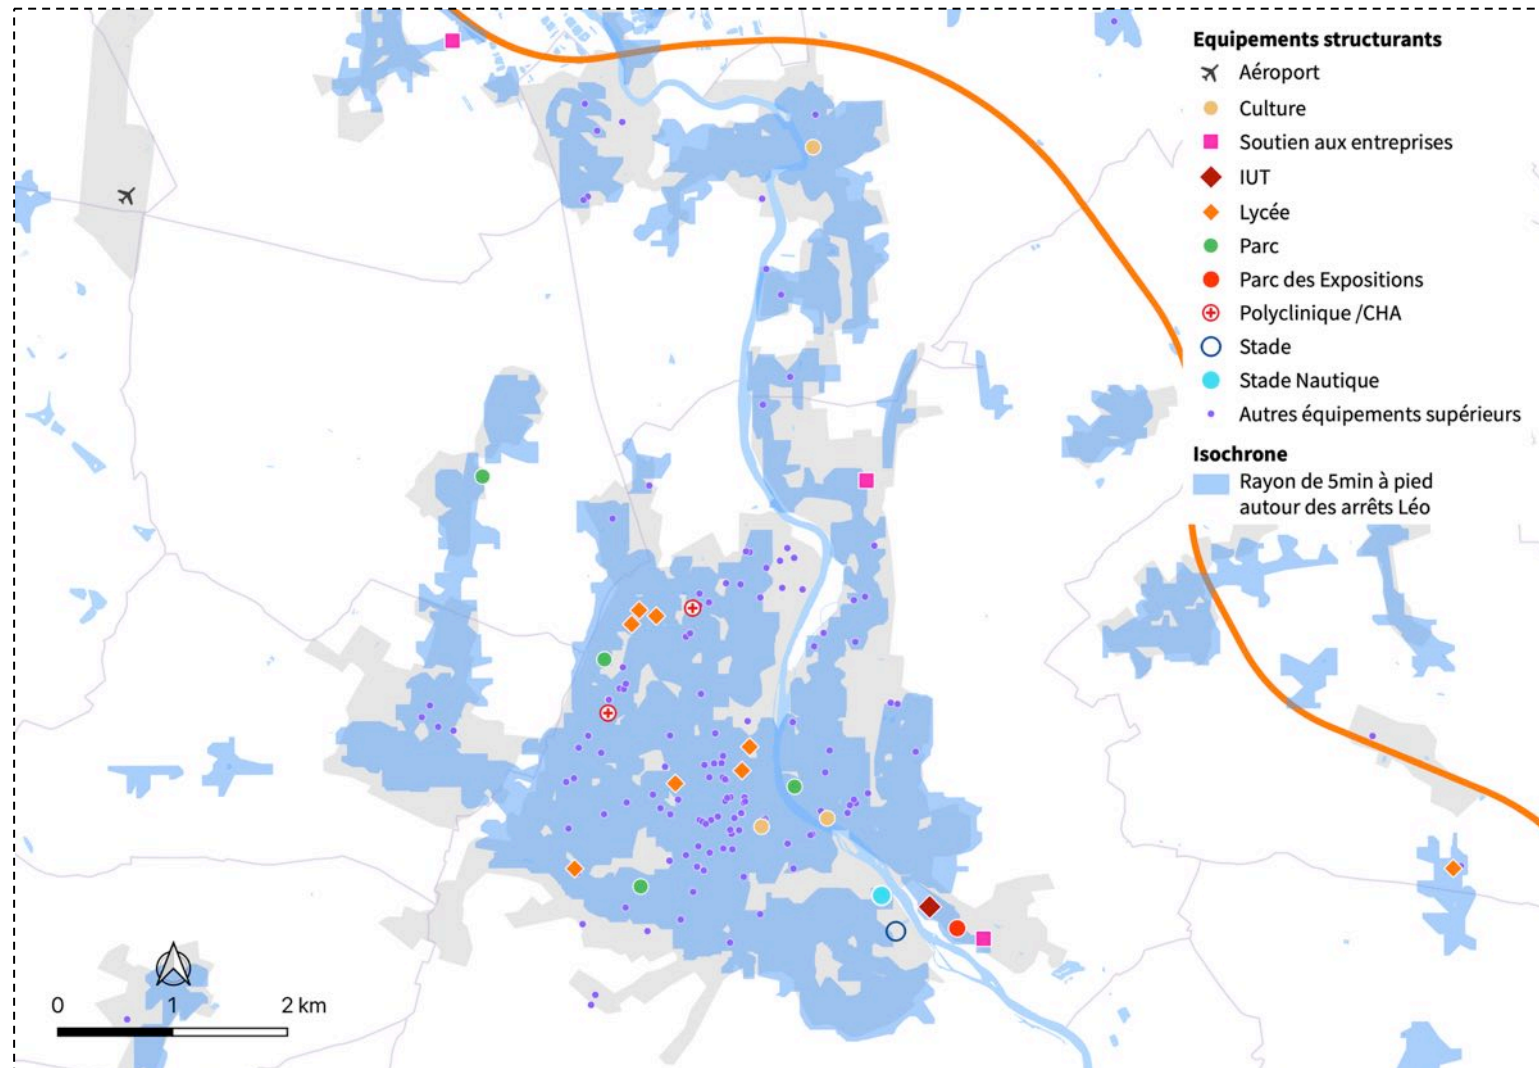 Equipements structurants
Aéroport
Culture
Soutien aux entreprises
IUT
Lycée
Parc
Parc des Expositions
Polyclinique /CHA
Stade
Stade Nautique
Autres équipements supérieurs
Isochrone
Rayon de 5min à pied
autour des arrêts Léo
0 1 2 km